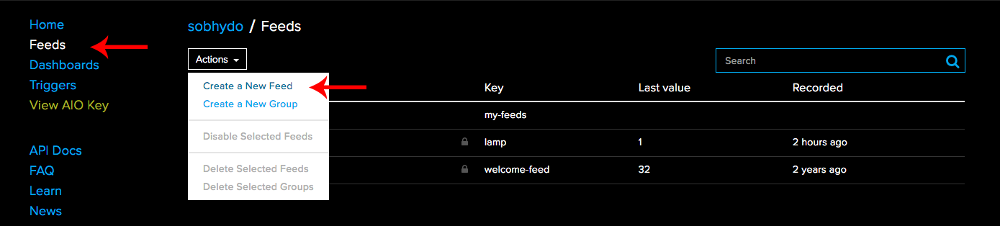 Home
Feeds
Dashboards
Triggers
View AIO Key
API Docs
FAQ
Learn
News
sobhydo / Feeds
Actions
Search
Create a New Feed
Create a New Group
Disable Selected Feeds
Delete Selected Feeds
Delete Selected Groups
Key Last value Recorded
my-feeds
lamp 1 2 hours ago
welcome-feed 32 2 years ago